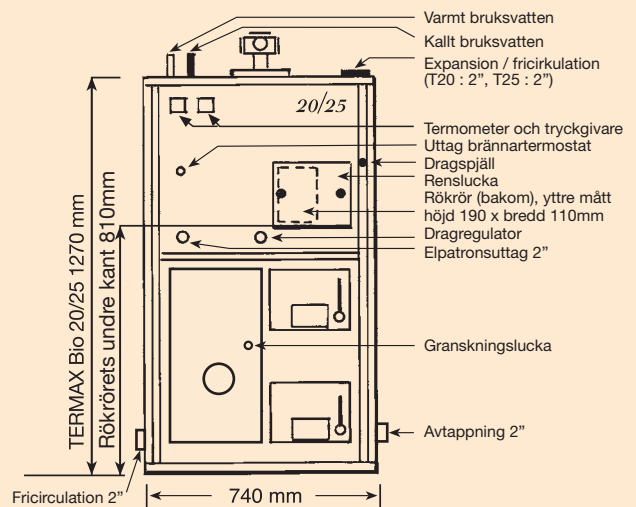 Varmt bruksvatten
Kallt bruksvatten
Expansion / fricirkulation
(T20 : 2”, T25 : 2”)
20/25
Termometer och tryckgivare
Uttag brännartermostat
Dragspjäll
Renslucka
Rökrör (bakom), yttre mått
höjd 190 x bredd 110mm
Dragregulator
Elpatronsuttag 2”
TERMAX Bio 20/25 1270 mm
Rökrörets undre kant 810mm
Granskningslucka
Avtappning 2”
Fricirculation 2”
740 mm